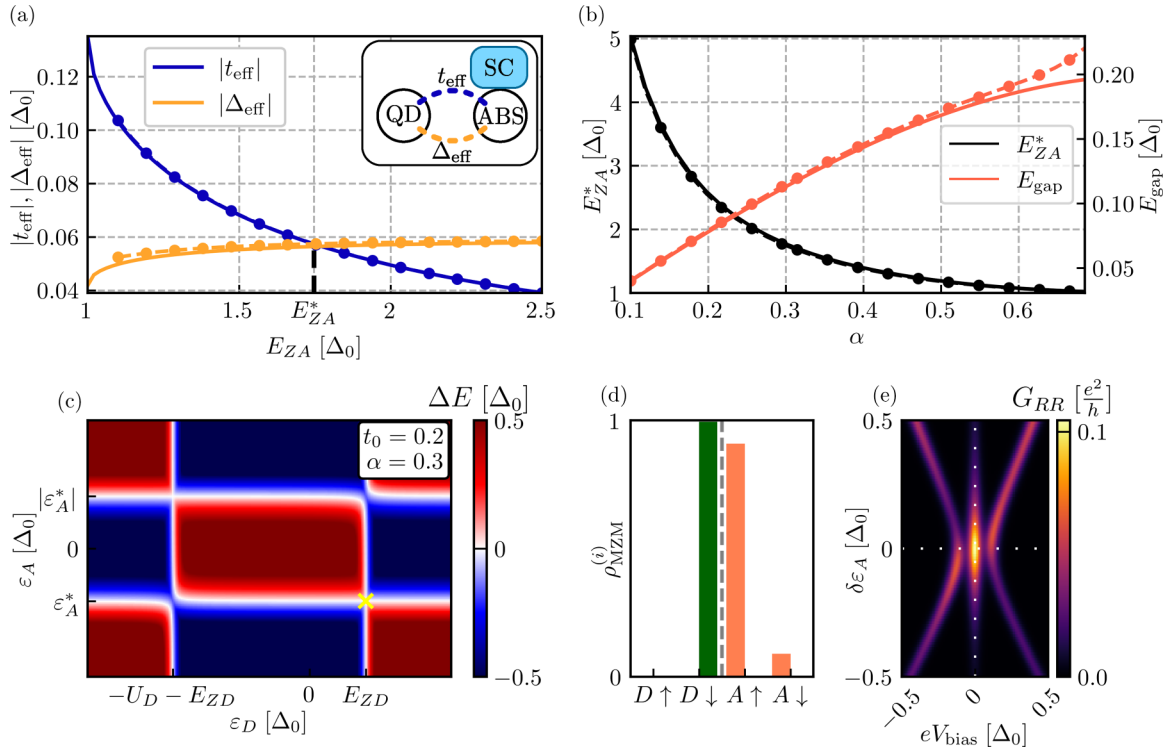 (a)
|t_eff|, |Δ_eff| [Δ_0]
0.12
0.10
0.08
0.06
0.04
|t_eff|
|Δ_eff|
SC
t_eff
QD
ABS
Δ_eff
1
1.5
E*_ZA
2
2.5
E_ZA [Δ_0]
(b)
E*_ZA [Δ_0]
5
4
3
2
1
E*_ZA
E_gap
0.20
0.15
0.10
0.05
E_gap [Δ_0]
0.1
0.2
0.3
0.4
0.5
0.6
α
(c)
ΔE [Δ_0]
t_0 = 0.2
α = 0.3
ε_A [Δ_0]
|ε*_A|
0
ε*_A
−U_D − E_ZD
0
E_ZD
ε_D [Δ_0]
0.5
0
−0.5
(d)
ρ^(i)_MZM
1
0
D ↑
D ↓
A ↑
A ↓
(e)
G_RR [e²/h]
δε_A [Δ_0]
0.5
0
−0.5
−0.5
0
0.5
eV_bias [Δ_0]
0.1
0.0